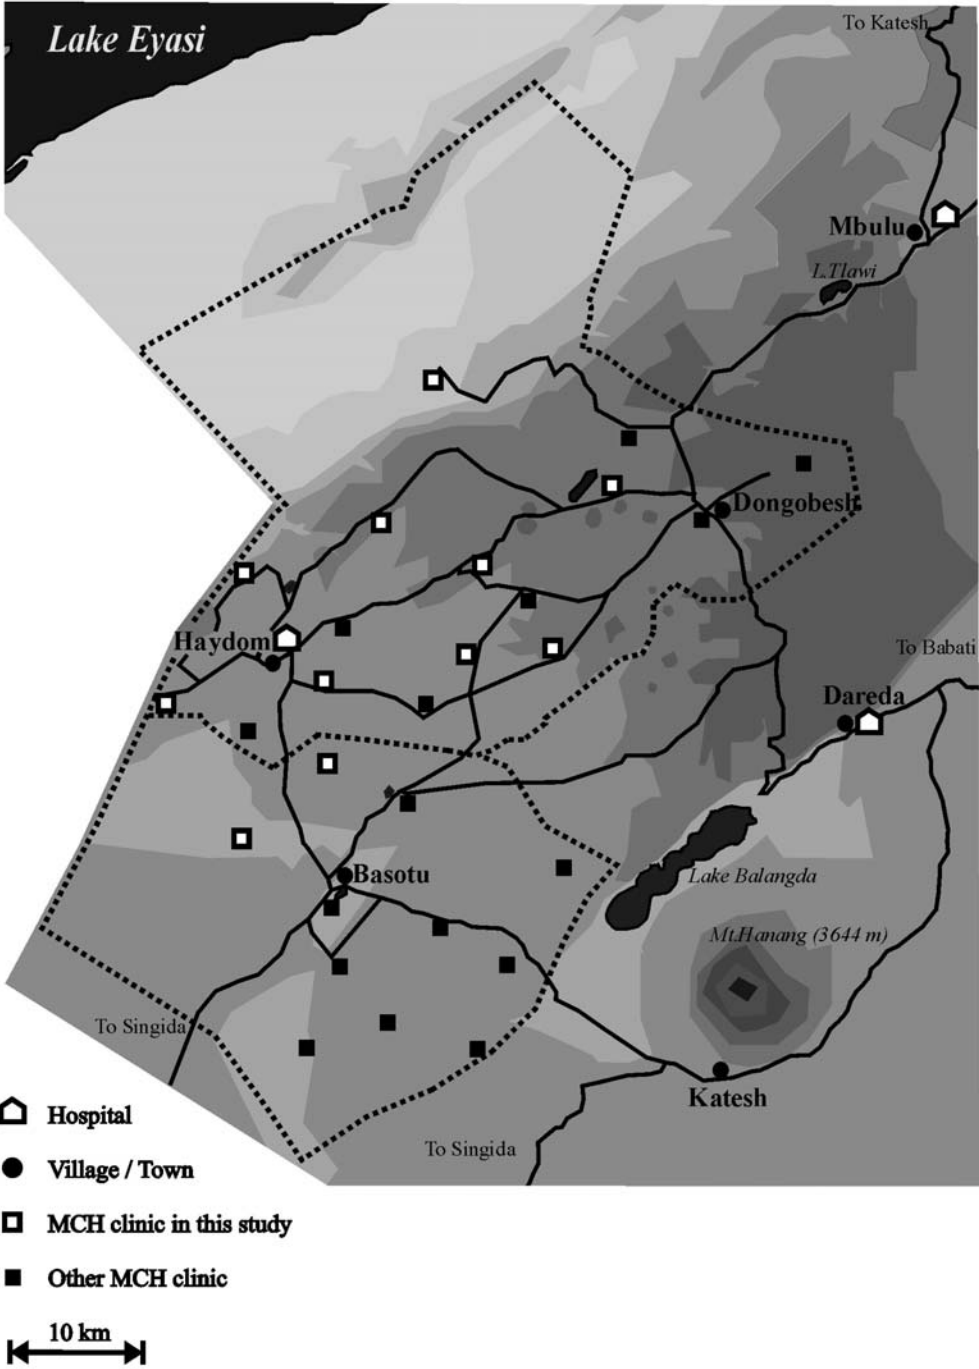 Lake Eyasi
To Katesh
Mbulu
L.Tlawi
Dongobesh
Haydom
To Babati
Dareda
Basotu
Lake Balangda
Mt.Hanang (3644 m)
To Singida
Katesh
To Singida
Hospital
Village / Town
MCH clinic in this study
Other MCH clinic
10 km